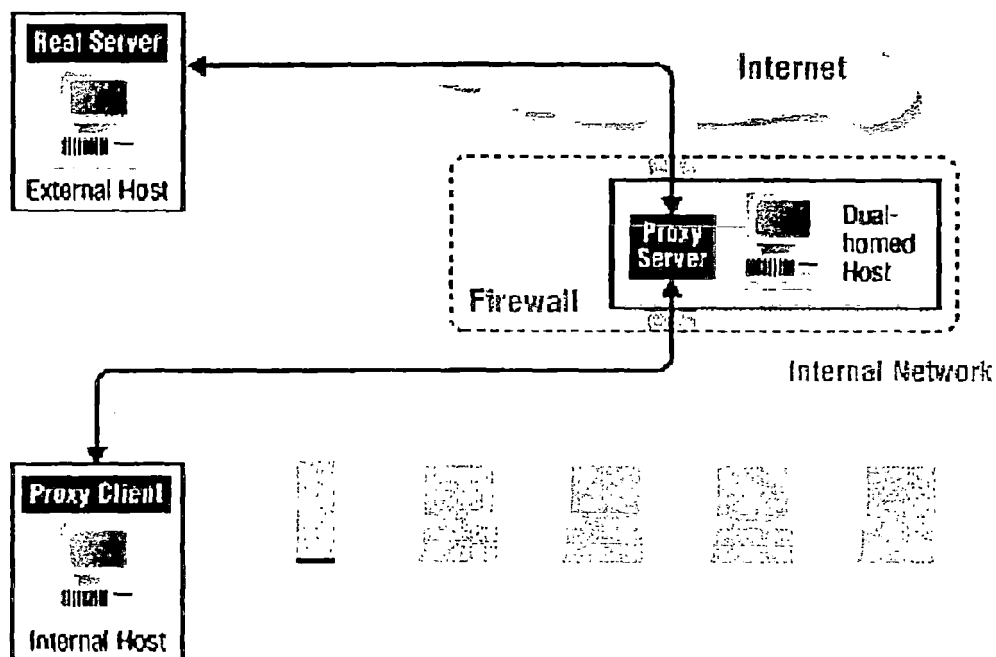 Real Server
External Host
Internet
Proxy
Server
Dual-
homed
Host
Firewall
Internal Network
Proxy Client
Internal Host